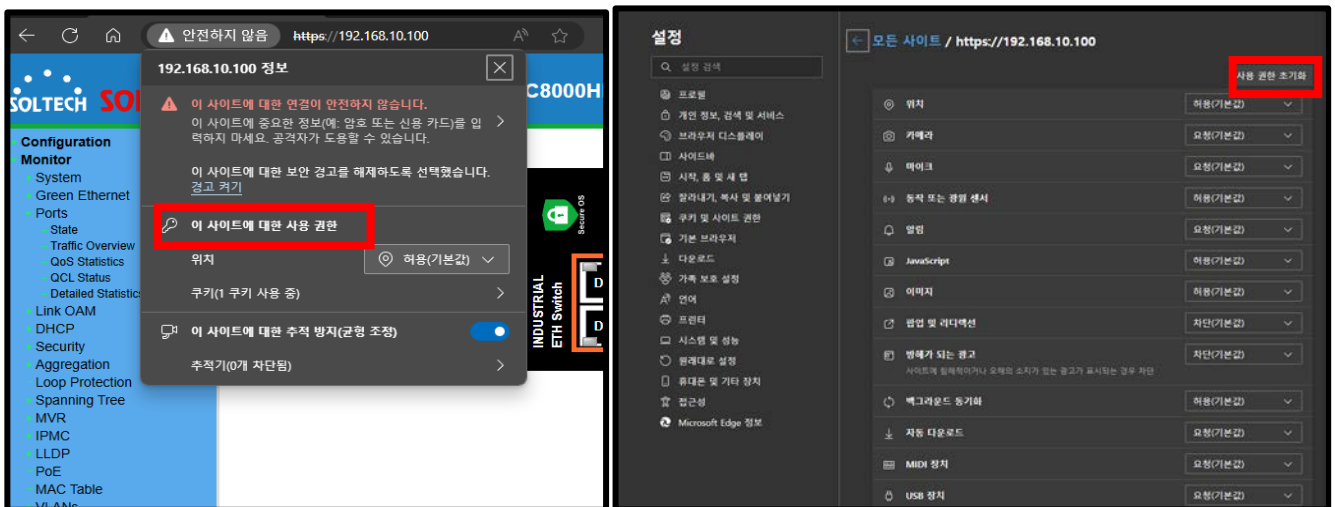 안전하지 않음 https://192.168.10.100
192.168.10.100 정보
이 사이트에 대한 연결이 안전하지 않습니다.
이 사이트에 중요한 정보(예: 암호 또는 신용 카드)를 입
력하지 마세요. 공격자가 도용할 수 있습니다.
이 사이트에 대한 보안 경고를 해제하도록 선택했습니다.
경고 켜기
이 사이트에 대한 사용 권한
위치 허용(기본값)
쿠키(1 쿠키 사용 중)
이 사이트에 대한 추적 방지(균형 조정)
추적기(0개 차단됨)
SOLTECH SOL
C8000H
Configuration
Monitor
System
Green Ethernet
Ports
State
Traffic Overview
QoS Statistics
QCL Status
Detailed Statistics
Link OAM
DHCP
Security
Aggregation
Loop Protection
Spanning Tree
MVR
IPMC
LLDP
PoE
MAC Table
VLANs
Secure OS
INDUSTRIAL
ETH Switch
D
D
설정
설정 검색
프로필
개인 정보, 검색 및 서비스
브라우저 디스플레이
사이드바
시작, 홈 및 새 탭
잘라내기, 복사 및 붙여넣기
쿠키 및 사이트 권한
기본 브라우저
다운로드
가족 보호 설정
언어
프린터
시스템 및 성능
원래대로 설정
휴대폰 및 기타 장치
접근성
Microsoft Edge 정보
모든 사이트 / https://192.168.10.100
사용 권한 초기화
위치 허용(기본값)
카메라 요청(기본값)
마이크 요청(기본값)
동작 또는 광원 센서 허용(기본값)
알림 요청(기본값)
JavaScript 허용(기본값)
이미지 허용(기본값)
팝업 및 리디렉션 차단(기본값)
방해가 되는 광고 차단(기본값)
사이트에 침해적이거나 오해의 소지가 있는 광고가 표시되는 경우 차단
백그라운드 동기화 허용(기본값)
자동 다운로드 요청(기본값)
MIDI 장치 요청(기본값)
USB 장치 요청(기본값)